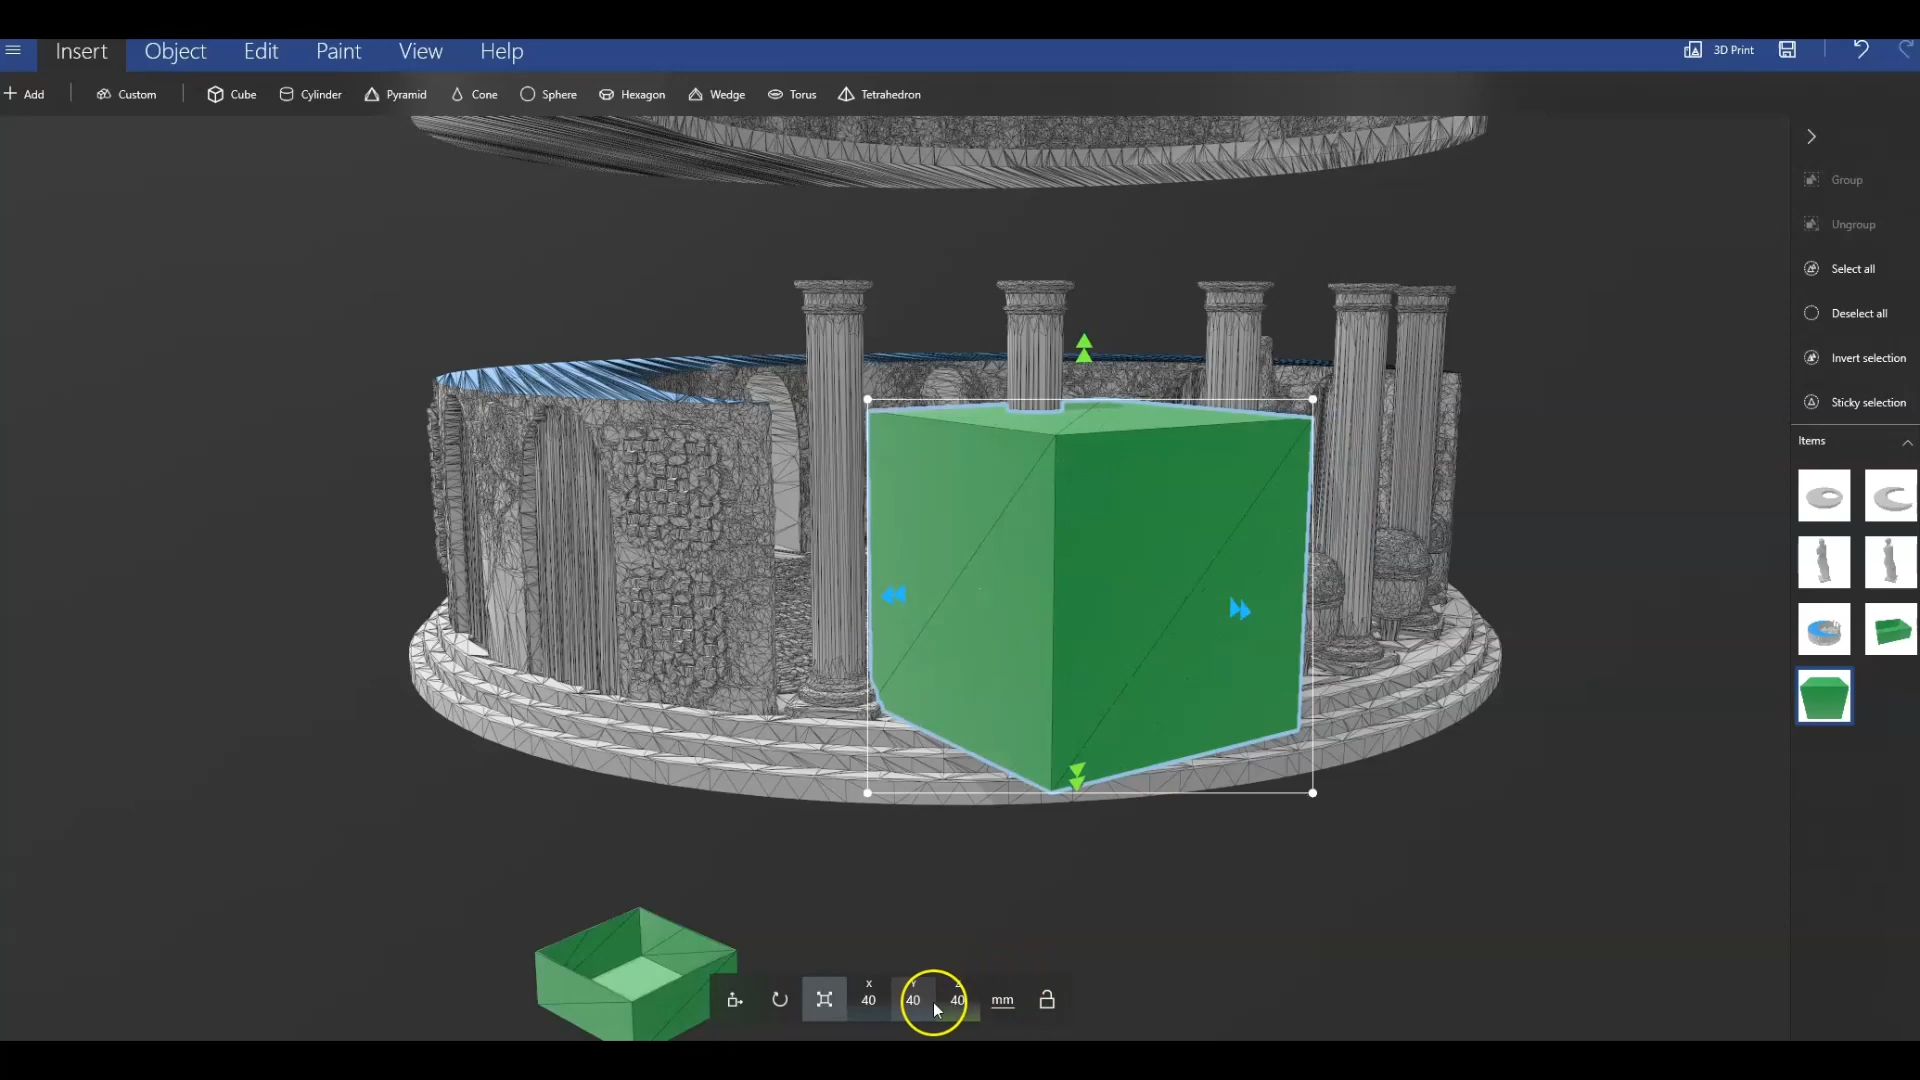 Insert Object Edit Paint View Help 3D Print
Add Custom Cube Cylinder Pyramid Cone Sphere Hexagon Wedge Torus Tetrahedron
Group
Ungroup
Select all
Deselect all
Invert selection
Sticky selection
Items
X Y Z
40 40 40 mm